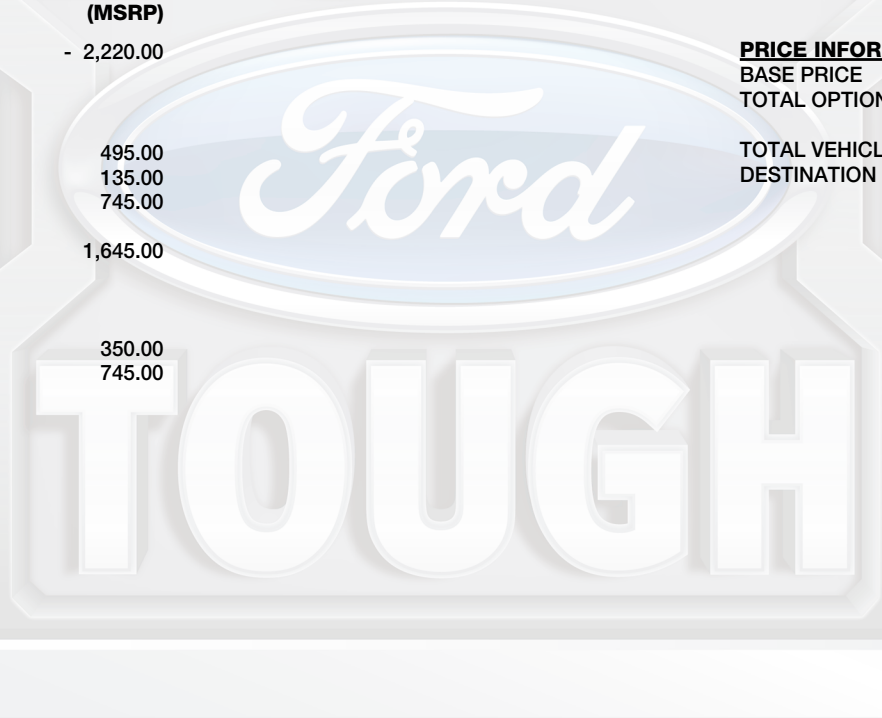 (MSRP)
- 2,220.00
495.00
135.00
745.00
1,645.00
350.00
745.00
PRICE INFOR
BASE PRICE
TOTAL OPTION
TOTAL VEHICL
DESTINATION
Ford
TOUGH